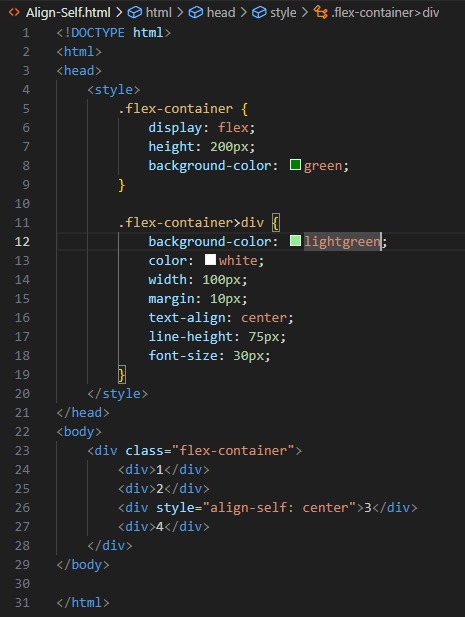 Align-Self.html > html > head > style > .flex-container>div
1 <!DOCTYPE html>
2 <html>
3 <head>
4     <style>
5         .flex-container {
6             display: flex;
7             height: 200px;
8             background-color: green;
9         }
10
11         .flex-container>div {
12             background-color: lightgreen;
13             color: white;
14             width: 100px;
15             margin: 10px;
16             text-align: center;
17             line-height: 75px;
18             font-size: 30px;
19         }
20     </style>
21 </head>
22 <body>
23     <div class="flex-container">
24         <div>1</div>
25         <div>2</div>
26         <div style="align-self: center">3</div>
27         <div>4</div>
28     </div>
29 </body>
30
31 </html>